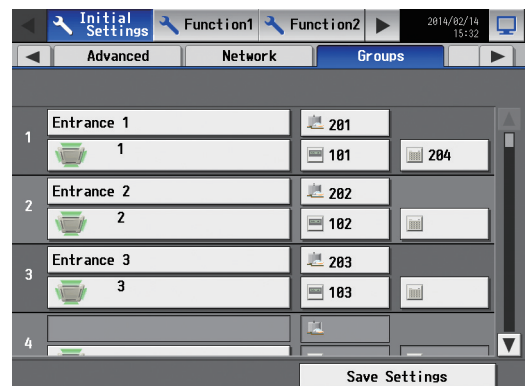 Initial Settings Function1 Function2 2014/02/14 15:32
Advanced Network Groups
1 Entrance 1 201
1 101 204
2 Entrance 2 202
2 102
3 Entrance 3 203
3 103
4
Save Settings